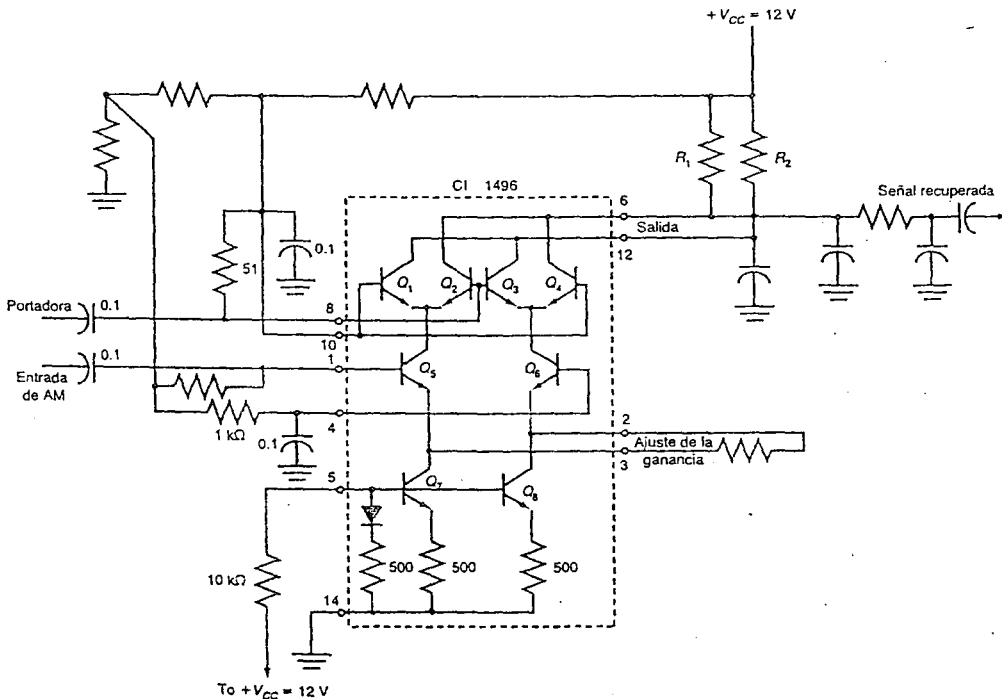 + V_CC = 12 V
R₁
R₂
Señal recuperada
CI 1496
6
Salida
12
0.1
51
Q₁
Q₂
Q₃
Q₄
Portadora
0.1
8
10
0.1
1
Entrada
de AM
Q₅
Q₆
1 kΩ
4
0.1
2
Ajuste de la
ganancia
3
5
Q₇
Q₈
10 kΩ
500
500
500
14
To + V_CC = 12 V